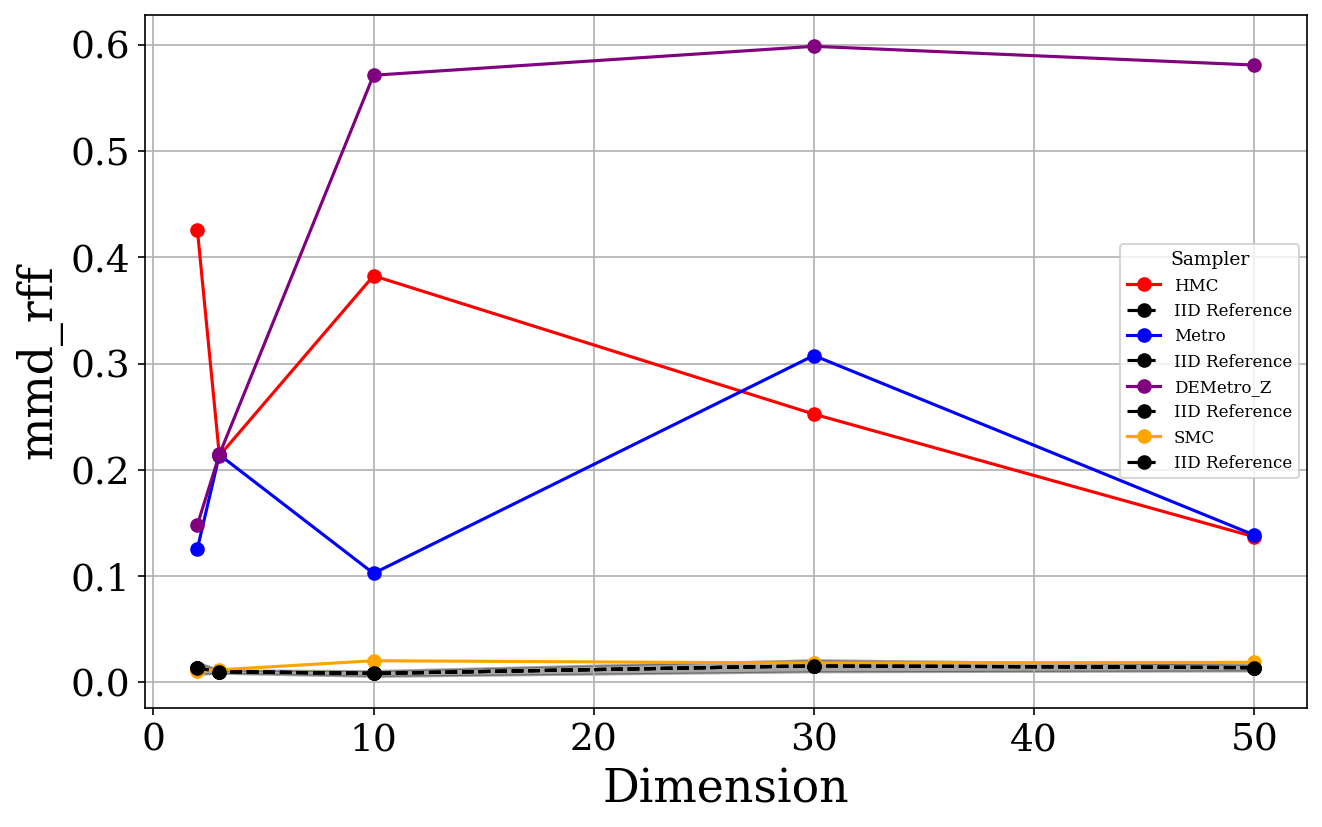 0.6
0.5
0.4
0.3
0.2
0.1
0.0
mmd_rff
0 10 20 30 40 50
Dimension
Sampler
HMC
IID Reference
Metro
IID Reference
DEMetro_Z
IID Reference
SMC
IID Reference